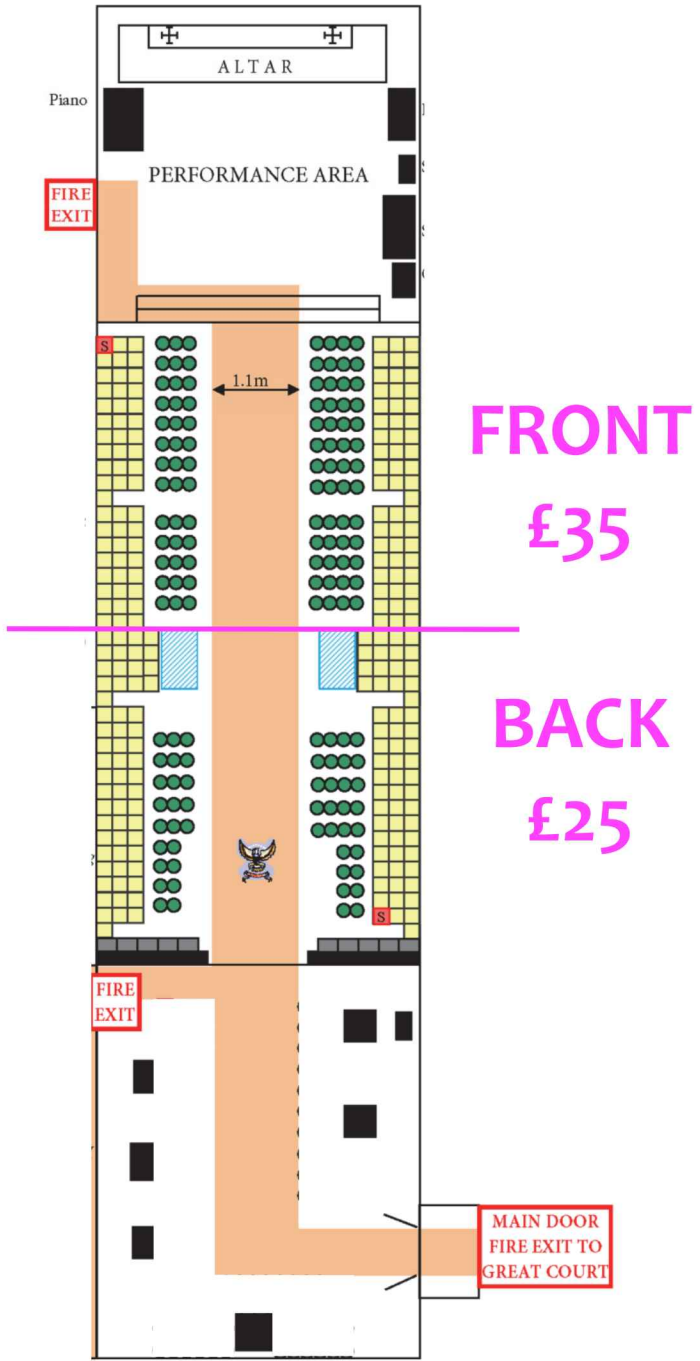 ALTAR
Piano
PERFORMANCE AREA
FIRE
EXIT
S
1.1m
FRONT
£35
BACK
£25
S
FIRE
EXIT
MAIN DOOR
FIRE EXIT TO
GREAT COURT